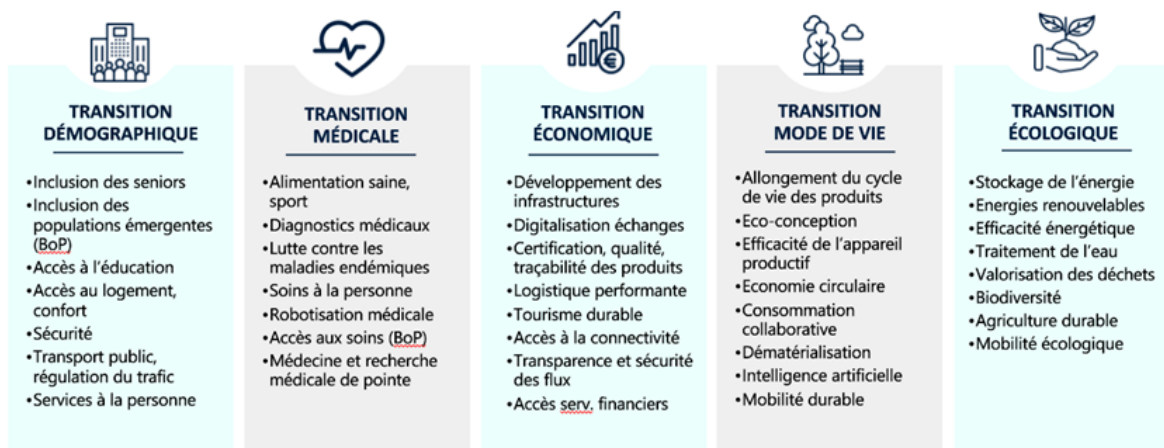 TRANSITION
DÉMOGRAPHIQUE
•Inclusion des seniors
•Inclusion des
populations émergentes
(BoP)
•Accès à l'éducation
•Accès au logement,
confort
•Sécurité
•Transport public,
régulation du trafic
•Services à la personne
TRANSITION
MÉDICALE
•Alimentation saine,
sport
•Diagnostics médicaux
•Lutte contre les
maladies endémiques
•Soins à la personne
•Robotisation médicale
•Accès aux soins (BoP)
•Médecine et recherche
médicale de pointe
TRANSITION
ÉCONOMIQUE
•Développement des
infrastructures
•Digitalisation échanges
•Certification, qualité,
traçabilité des produits
•Logistique performante
•Tourisme durable
•Accès à la connectivité
•Transparence et sécurité
des flux
•Accès serv. financiers
TRANSITION
MODE DE VIE
•Allongement du cycle
de vie des produits
•Eco-conception
•Efficacité de l'appareil
productif
•Economie circulaire
•Consommation
collaborative
•Dématérialisation
•Intelligence artificielle
•Mobilité durable
TRANSITION
ÉCOLOGIQUE
•Stockage de l'énergie
•Energies renouvelables
•Efficacité énergétique
•Traitement de l'eau
•Valorisation des déchets
•Biodiversité
•Agriculture durable
•Mobilité écologique